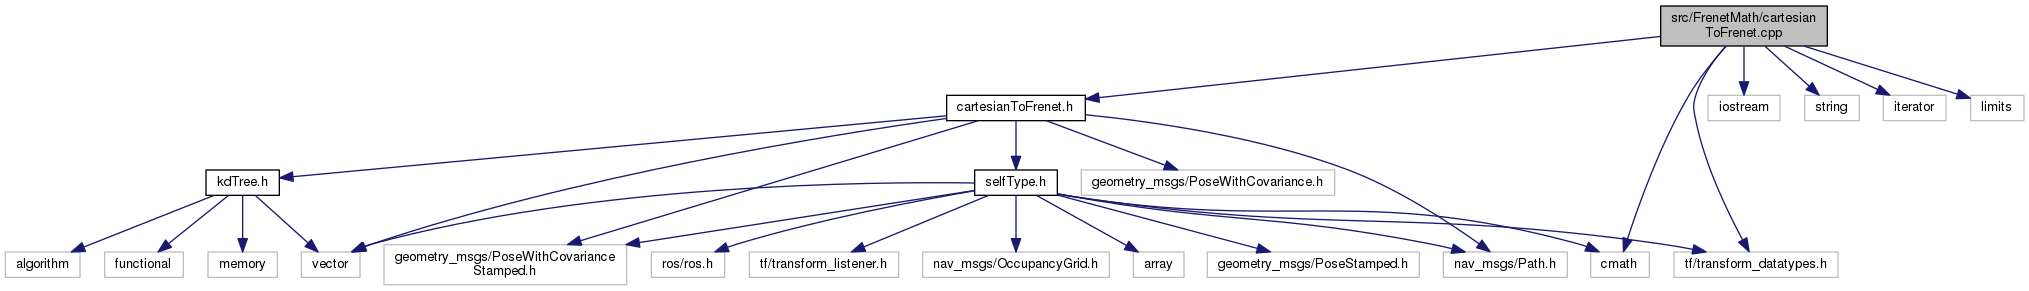 src/FrenetMath/cartesian
ToFrenet.cpp
cartesianToFrenet.h
iostream
string
iterator
limits
kdTree.h
selfType.h
geometry_msgs/PoseWithCovariance.h
algorithm
functional
memory
vector
geometry_msgs/PoseWithCovariance
Stamped.h
ros/ros.h
tf/transform_listener.h
nav_msgs/OccupancyGrid.h
array
geometry_msgs/PoseStamped.h
nav_msgs/Path.h
cmath
tf/transform_datatypes.h